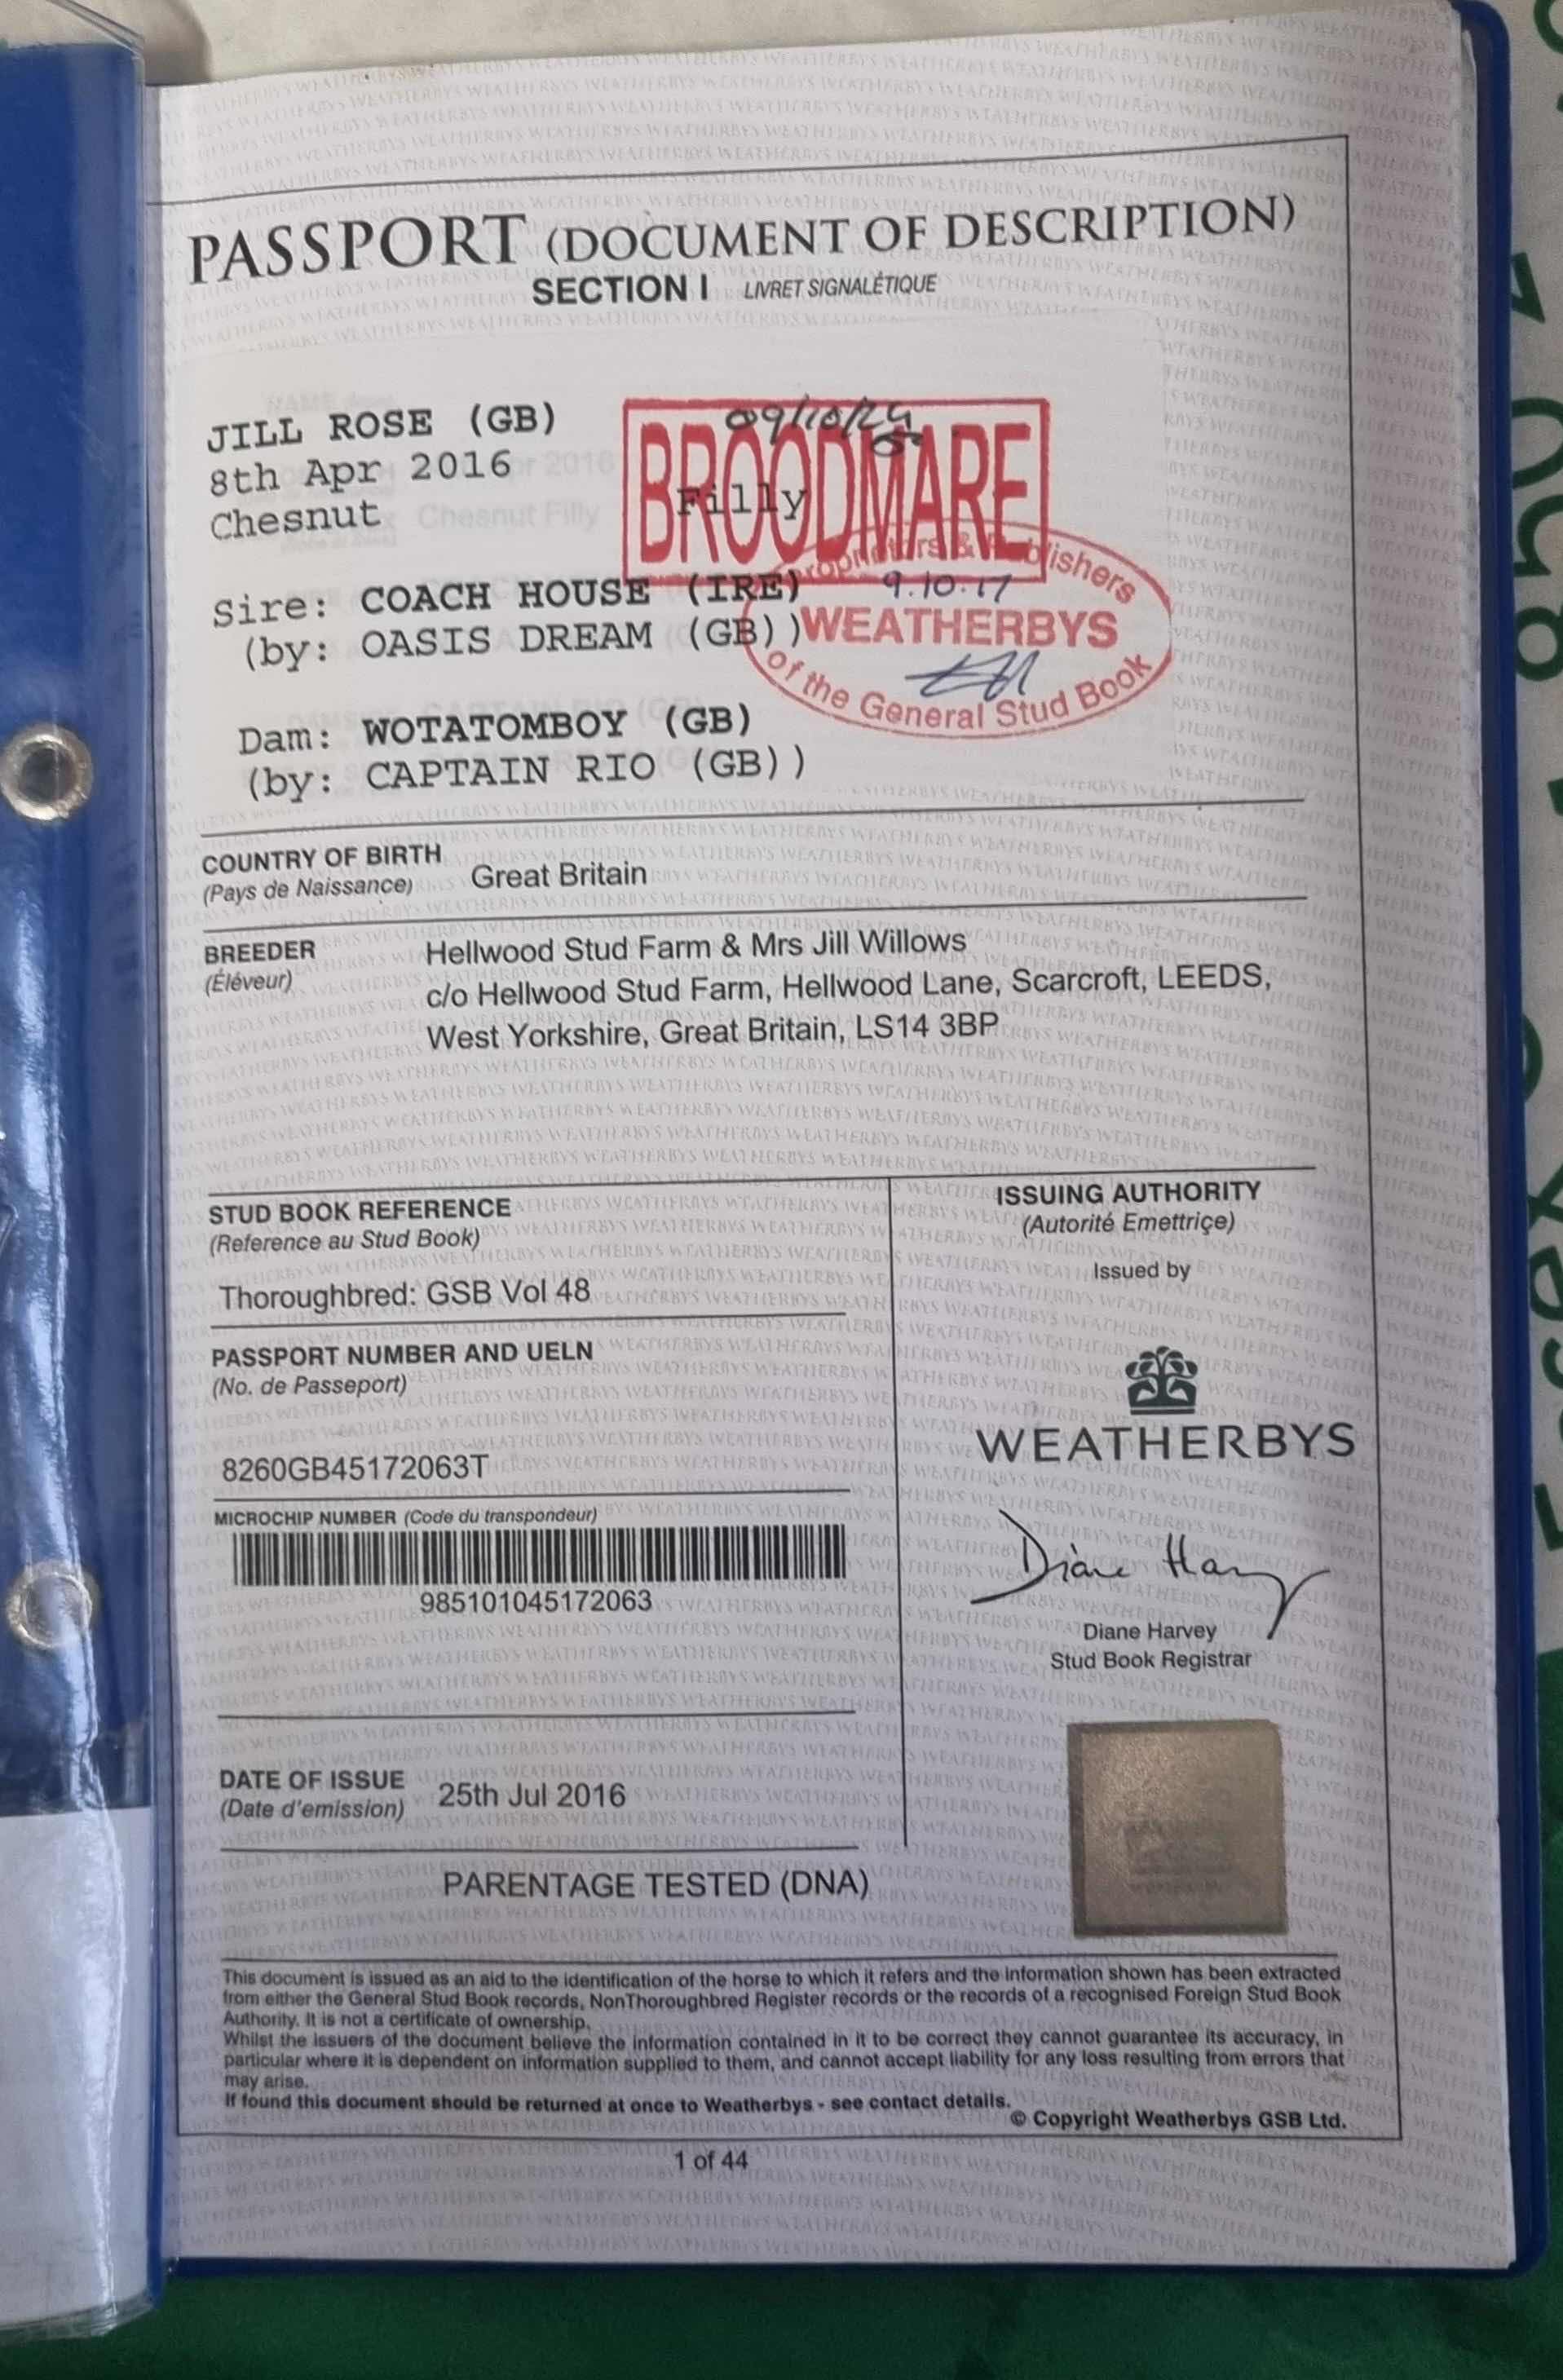 PASSPORT (DOCUMENT OF DESCRIPTION)
SECTION I LIVRET SIGNALÉTIQUE
JILL ROSE (GB)
8th Apr 2016
Chesnut Filly
BROODMARE
Chesnut Filly
Sire: COACH HOUSE (IRE)
(by: OASIS DREAM (GB))
9.10.17
Proprietors & Publishers
WEATHERBYS
of the General Stud Book
Dam: WOTATOMBOY (GB)
(by: CAPTAIN RIO (GB))
COUNTRY OF BIRTH
(Pays de Naissance)
Great Britain
BREEDER
(Éléveur)
Hellwood Stud Farm & Mrs Jill Willows
c/o Hellwood Stud Farm, Hellwood Lane, Scarcroft, LEEDS,
West Yorkshire, Great Britain, LS14 3BP
STUD BOOK REFERENCE
(Reference au Stud Book)
Thoroughbred: GSB Vol 48
PASSPORT NUMBER AND UELN
(No. de Passeport)
8260GB45172063T
MICROCHIP NUMBER (Code du transpondeur)
985101045172063
DATE OF ISSUE
(Date d'emission)
25th Jul 2016
PARENTAGE TESTED (DNA)
ISSUING AUTHORITY
(Autorité Emettriçe)
Issued by
WEATHERBYS
Diane Harvey
Diane Harvey
Stud Book Registrar
This document is issued as an aid to the identification of the horse to which it refers and the information shown has been extracted
from either the General Stud Book records, NonThoroughbred Register records or the records of a recognised Foreign Stud Book
Authority. It is not a certificate of ownership.
Whilst the issuers of the document believe the information contained in it to be correct they cannot guarantee its accuracy, in
particular where it is dependent on information supplied to them, and cannot accept liability for any loss resulting from errors that
may arise.
If found this document should be returned at once to Weatherbys - see contact details.
© Copyright Weatherbys GSB Ltd.
1 of 44